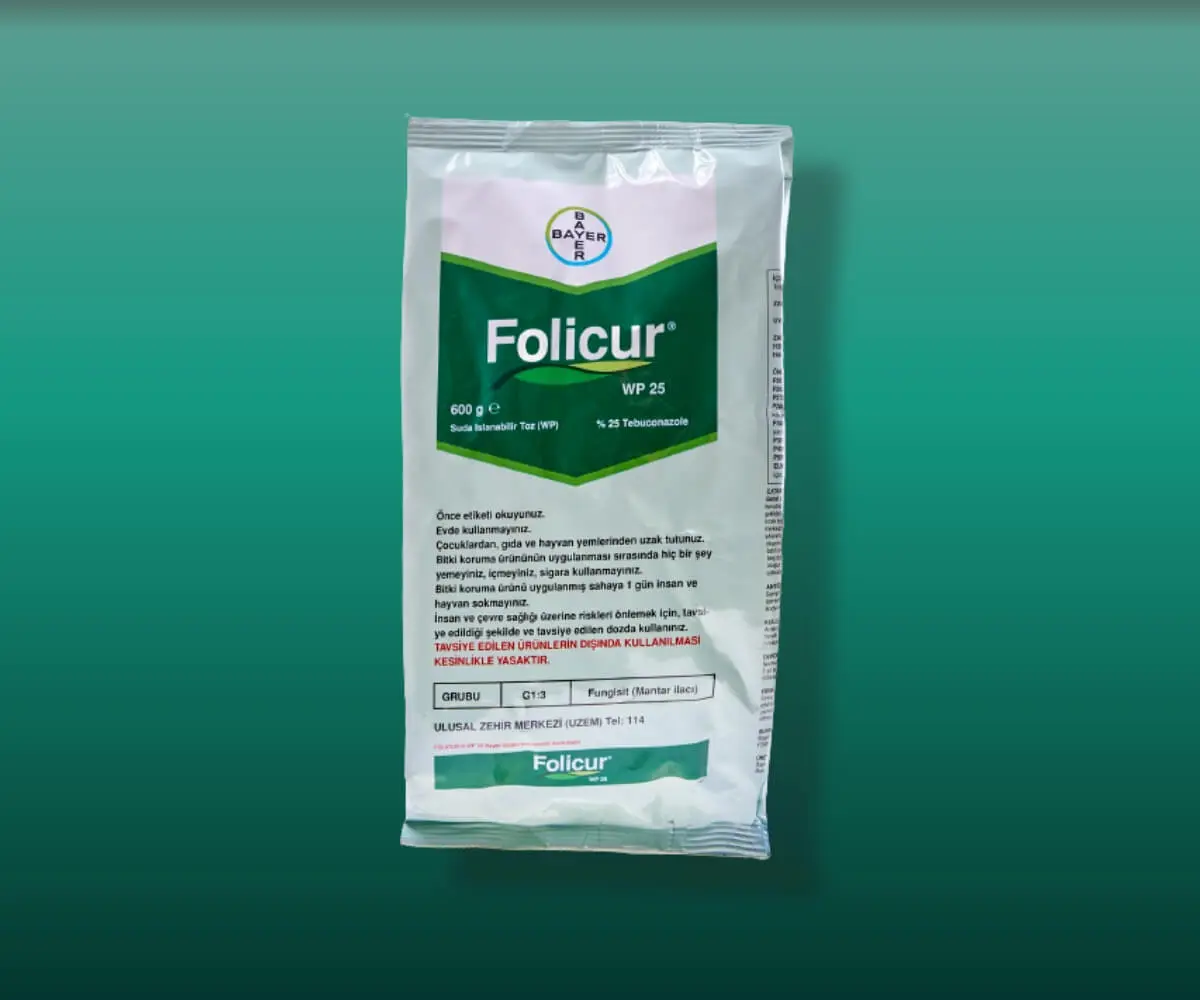 BAYER
BAYER
Folicur®
WP 25
600 g ℮
Suda Islanabilir Toz (WP)
% 25 Tebuconazole
Önce etiketi okuyunuz.
Evde kullanmayınız.
Çocuklardan, gıda ve hayvan yemlerinden uzak tutunuz.
Bitki koruma ürününün uygulanması sırasında hiç bir şey
yemeyiniz, içmeyiniz, sigara kullanmayınız.
Bitki koruma ürünü uygulanmış sahaya 1 gün insan ve
hayvan sokmayınız.
İnsan ve çevre sağlığı üzerine riskleri önlemek için, tavsi-
ye edildiği şekilde ve tavsiye edilen dozda kullanınız.
TAVSİYE EDİLEN ÜRÜNLERİN DIŞINDA KULLANILMASI
KESİNLİKLE YASAKTIR.
GRUBU G1:3 Fungisit (Mantar ilacı)
ULUSAL ZEHİR MERKEZİ (UZEM) Tel: 114
Folicur®
WP 25